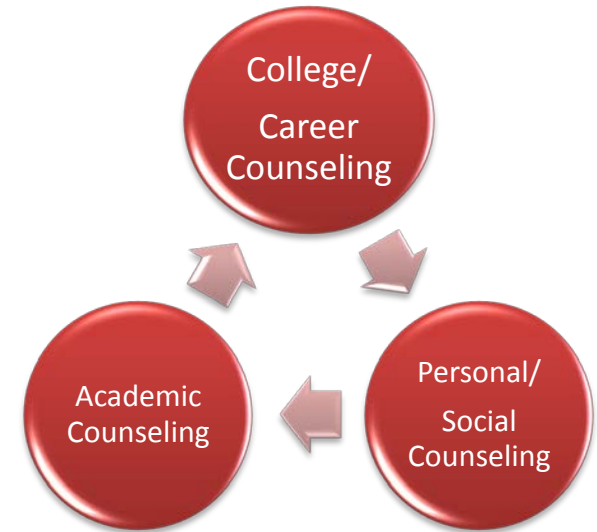 College/
Career
Counseling
Personal/
Social
Counseling
Academic
Counseling